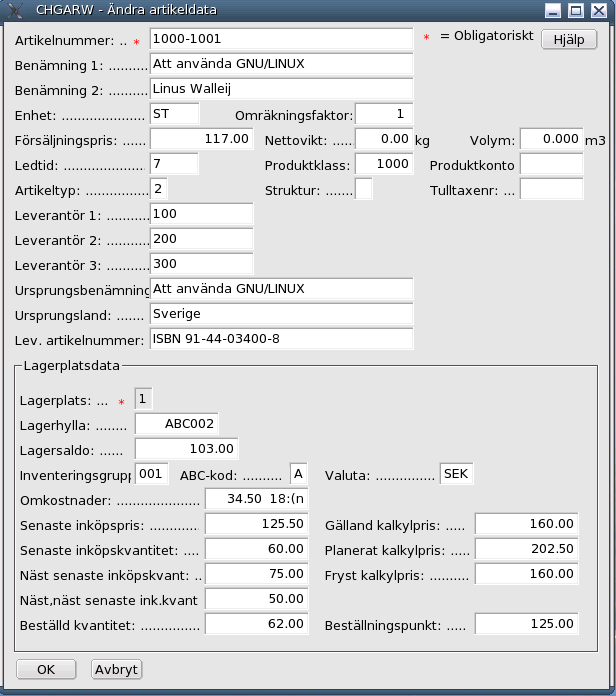 CHGARW - Ändra artikeldata
Artikelnummer: .. * 1000-1001 * = Obligatoriskt Hjälp
Benämning 1: .......... Att använda GNU/LINUX
Benämning 2: .......... Linus Walleij
Enhet: ..................... ST Omräkningsfaktor: 1
Försäljningspris: ...... 117.00 Nettovikt: ..... 0.00 kg Volym: 0.000 m3
Ledtid: ..................... 7 Produktklass: 1000 Produktkonto
Artikeltyp: ................ 2 Struktur: ....... Tulltaxenr: ...
Leverantör 1: ........... 100
Leverantör 2: ........... 200
Leverantör 3: ........... 300
Ursprungsbenämning Att använda GNU/LINUX
Ursprungsland: ....... Sverige
Lev. artikelnummer: ISBN 91-44-03400-8
Lagerplatsdata
Lagerplats: ... * 1
Lagerhylla: ........ ABC002
Lagersaldo: ...... 103.00
Inventeringsgrupp 001 ABC-kod: .......... A Valuta: ............... SEK
Omkostnader: ..................... 34.50 18:(n
Senaste inköpspris: ............. 125.50 Gälland kalkylpris: ..... 160.00
Senaste inköpskvantitet: .... 60.00 Planerat kalkylpris: ..... 202.50
Näst senaste inköpskvant: .. 75.00 Fryst kalkylpris: .......... 160.00
Näst,näst senaste ink.kvant 50.00
Beställd kvantitet: ............... 62.00 Beställningspunkt: ..... 125.00
OK Avbryt